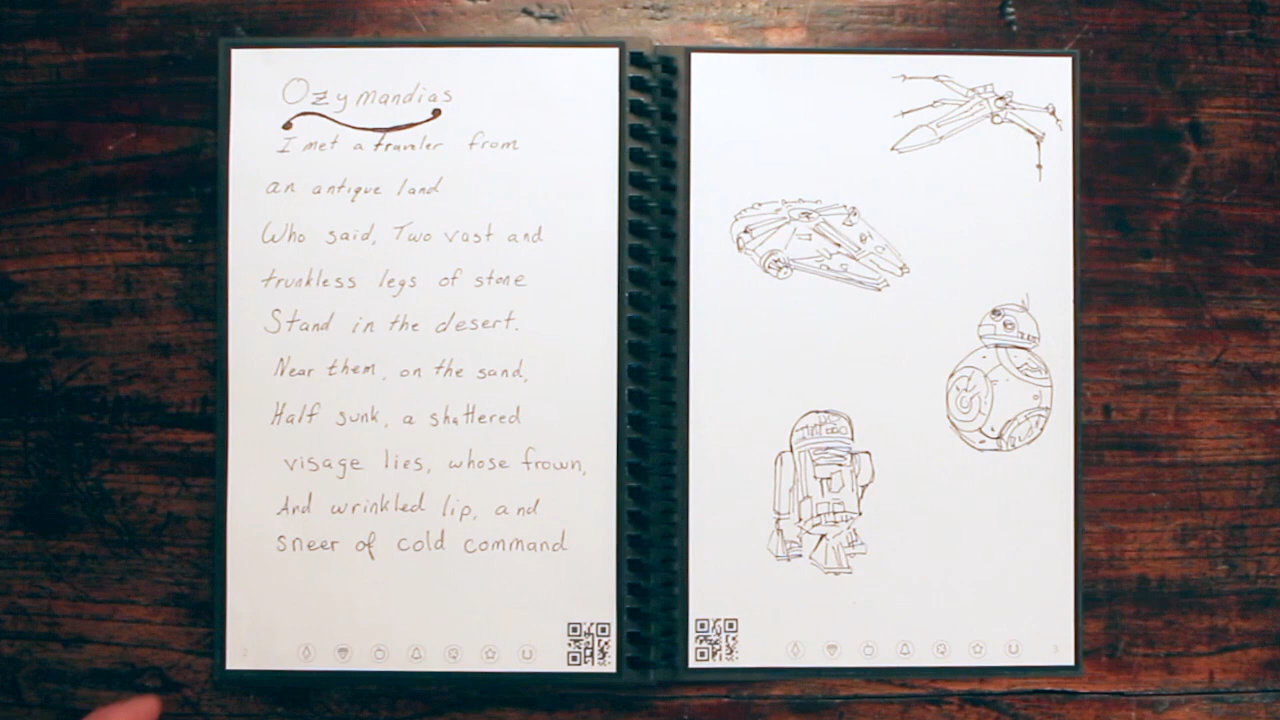 Ozymandias
I met a traveler from
an antique land
Who said, Two vast and
trunkless legs of stone
Stand in the desert.
Near them, on the sand,
Half sunk, a shattered
visage lies, whose frown,
And wrinkled lip, and
sneer of cold command
2
3